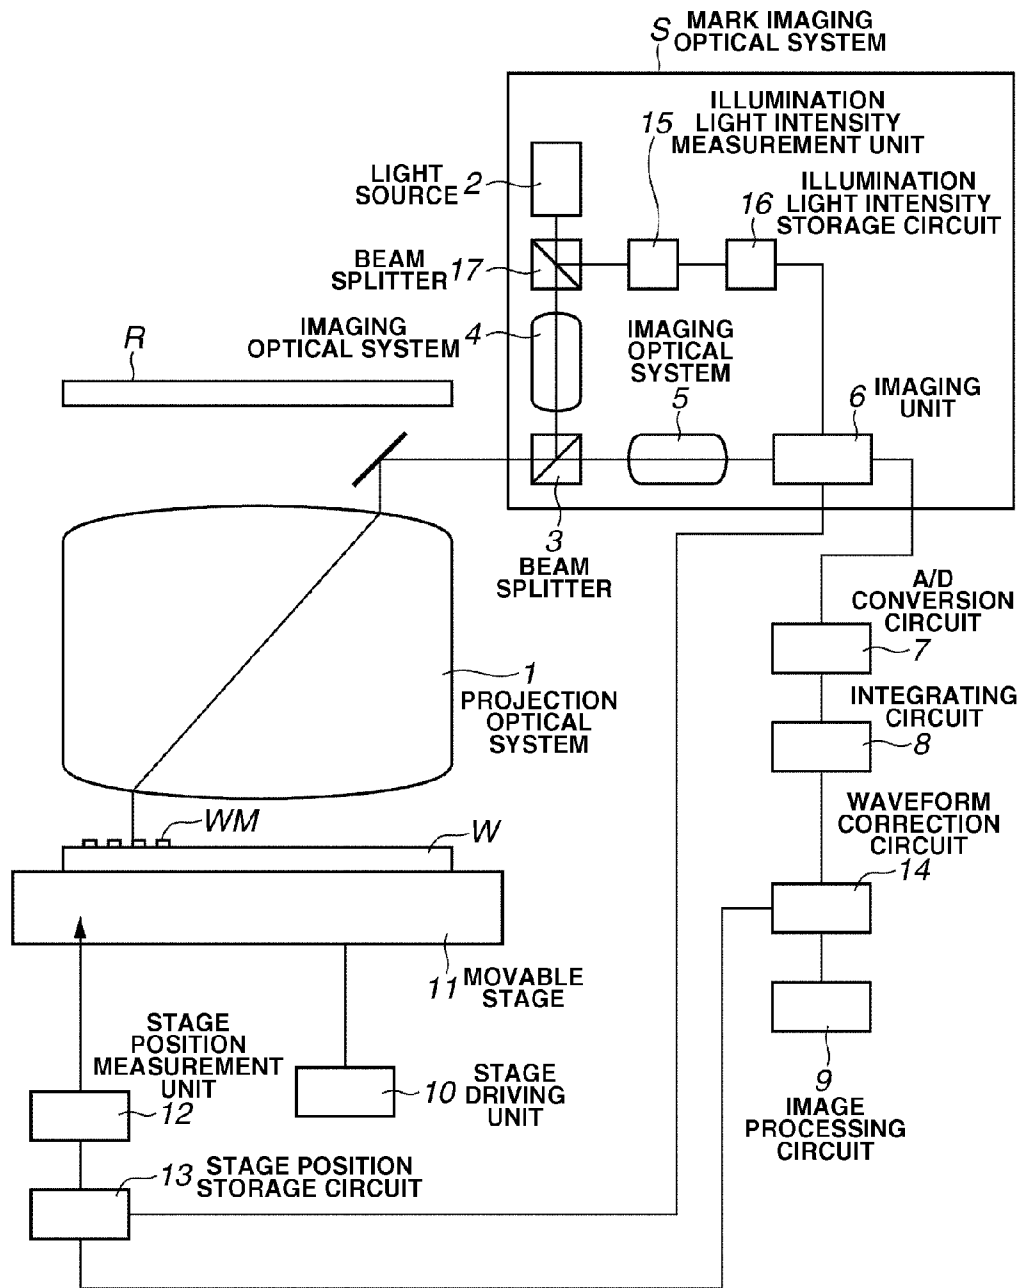 S MARK IMAGING
OPTICAL SYSTEM
ILLUMINATION
15 LIGHT INTENSITY
MEASUREMENT UNIT
LIGHT
SOURCE 2
ILLUMINATION
16 LIGHT INTENSITY
STORAGE CIRCUIT
BEAM
SPLITTER 17
IMAGING 4
OPTICAL SYSTEM
IMAGING
OPTICAL
SYSTEM
5
R
6 IMAGING
UNIT
3
BEAM
SPLITTER
A/D
CONVERSION
CIRCUIT
7
1
PROJECTION
OPTICAL
SYSTEM
INTEGRATING
CIRCUIT
8
WM
W
WAVEFORM
CORRECTION
CIRCUIT
14
11 MOVABLE
STAGE
STAGE
POSITION
MEASUREMENT
UNIT
12
10 STAGE
DRIVING
UNIT
9
IMAGE
PROCESSING
CIRCUIT
13 STAGE POSITION
STORAGE CIRCUIT